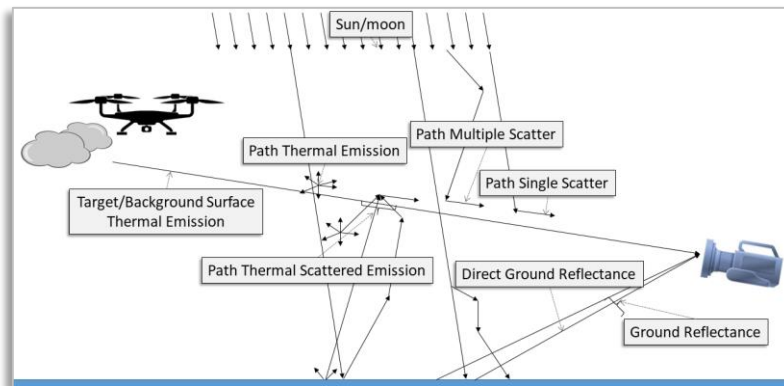 Sun/moon
Path Thermal Emission
Path Multiple Scatter
Path Single Scatter
Target/Background Surface
Thermal Emission
Path Thermal Scattered Emission
Direct Ground Reflectance
Ground Reflectance